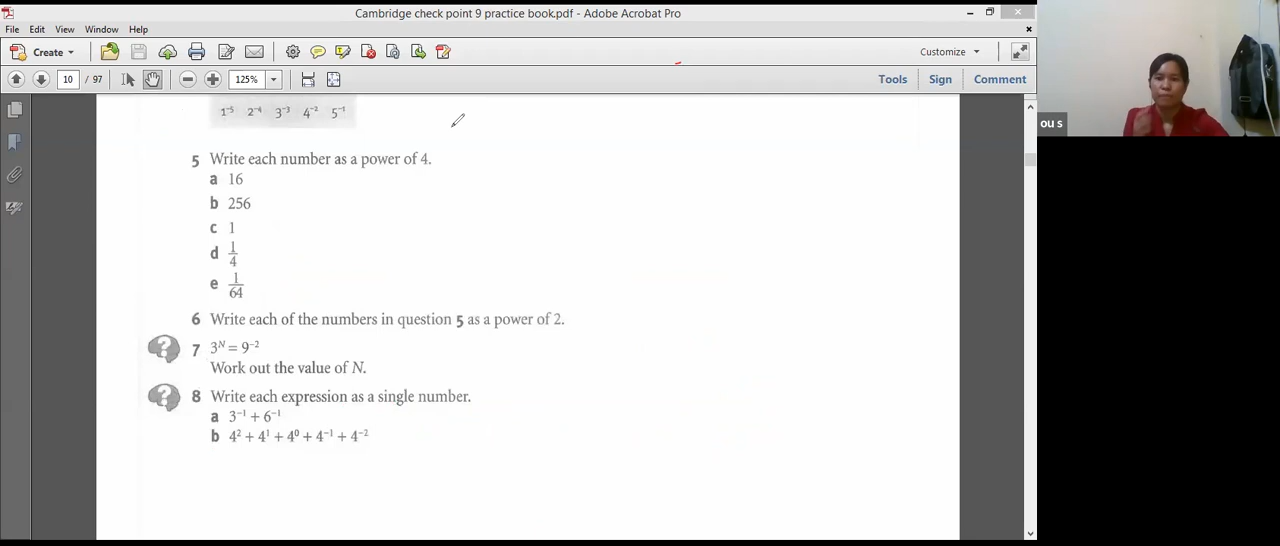 Cambridge check point 9 practice book.pdf - Adobe Acrobat Pro
File Edit View Window Help
Create
Customize
10 / 97
125%
Tools Sign Comment
1⁻⁵ 2⁻⁴ 3⁻³ 4⁻² 5⁻¹
ou s
5 Write each number as a power of 4.
a 16
b 256
c 1
d 1/4
e 1/64
6 Write each of the numbers in question 5 as a power of 2.
? 7 3ᴺ = 9⁻²
Work out the value of N.
? 8 Write each expression as a single number.
a 3⁻¹ + 6⁻¹
b 4² + 4¹ + 4⁰ + 4⁻¹ + 4⁻²